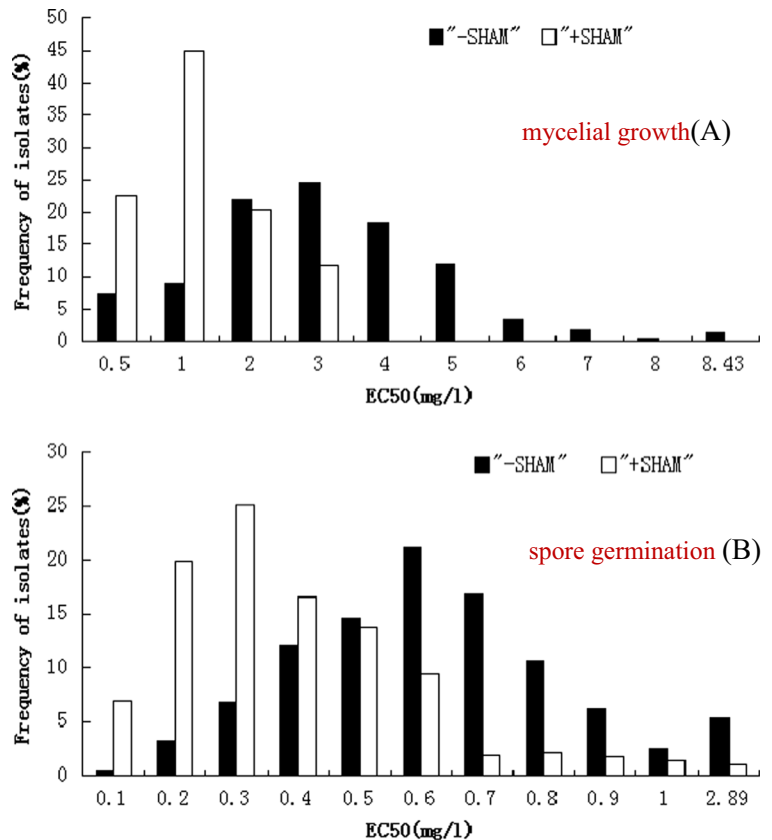 50
45
40
35
30
25
20
15
10
5
0
Frequency of isolates(%)
"-SHAM" "+SHAM"
mycelial growth(A)
0.5 1 2 3 4 5 6 7 8 8.43
EC50(mg/l)
30
25
20
15
10
5
0
Frequency of isolates(%)
"-SHAM" "+SHAM"
spore germination (B)
0.1 0.2 0.3 0.4 0.5 0.6 0.7 0.8 0.9 1 2.89
EC50(mg/l)